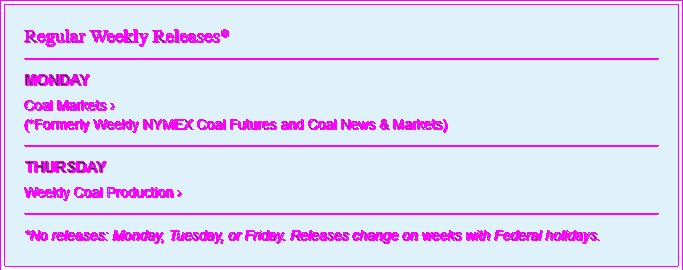 Regular Weekly Releases*
MONDAY
Coal Markets ›
(*Formerly Weekly NYMEX Coal Futures and Coal News & Markets)
THURSDAY
Weekly Coal Production ›
*No releases: Monday, Tuesday, or Friday. Releases change on weeks with Federal holidays.